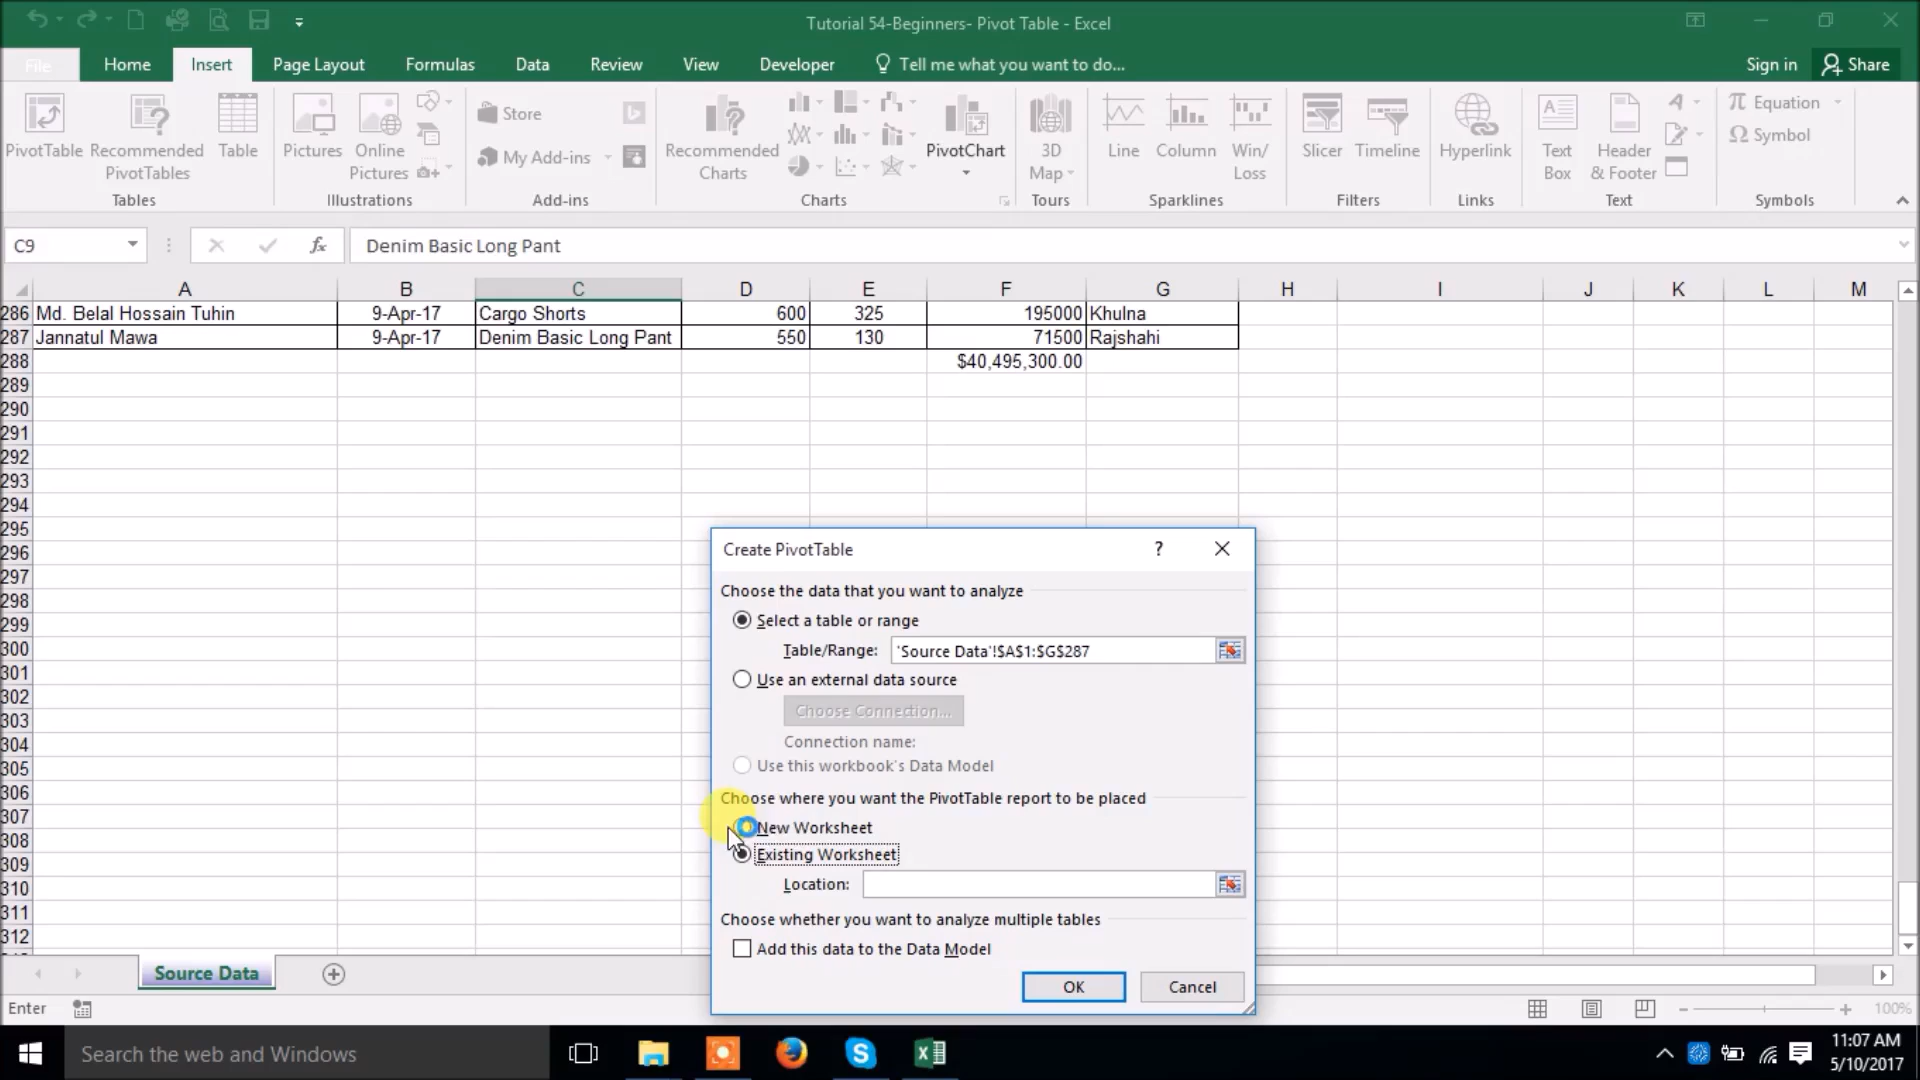 Tutorial 54-Beginners- Pivot Table - Excel
File Home Insert Page Layout Formulas Data Review View Developer Tell me what you want to do... Sign in Share
PivotTable Recommended PivotTables Table
Tables
Pictures Online Pictures
Illustrations
Store
My Add-ins
Add-ins
Recommended Charts
PivotChart
Charts
3D Map
Tours
Line Column Win/Loss
Sparklines
Slicer Timeline
Filters
Hyperlink
Links
Text Box Header & Footer
Text
Equation
Symbol
Symbols
C9 fx Denim Basic Long Pant
A B C D E F G H I J K L M
286 Md. Belal Hossain Tuhin 9-Apr-17 Cargo Shorts 600 325 195000 Khulna
287 Jannatul Mawa 9-Apr-17 Denim Basic Long Pant 550 130 71500 Rajshahi
288 $40,495,300.00
289
290
291
292
293
294
295
296
297
298
299
300
301
302
303
304
305
306
307
308
309
310
311
312
Create PivotTable ?
Choose the data that you want to analyze
Select a table or range
Table/Range: 'Source Data'!$A$1:$G$287
Use an external data source
Choose Connection...
Connection name:
Use this workbook's Data Model
Choose where you want the PivotTable report to be placed
New Worksheet
Existing Worksheet
Location:
Choose whether you want to analyze multiple tables
Add this data to the Data Model
OK Cancel
Source Data
Enter 100%
Search the web and Windows
11:07 AM
5/10/2017